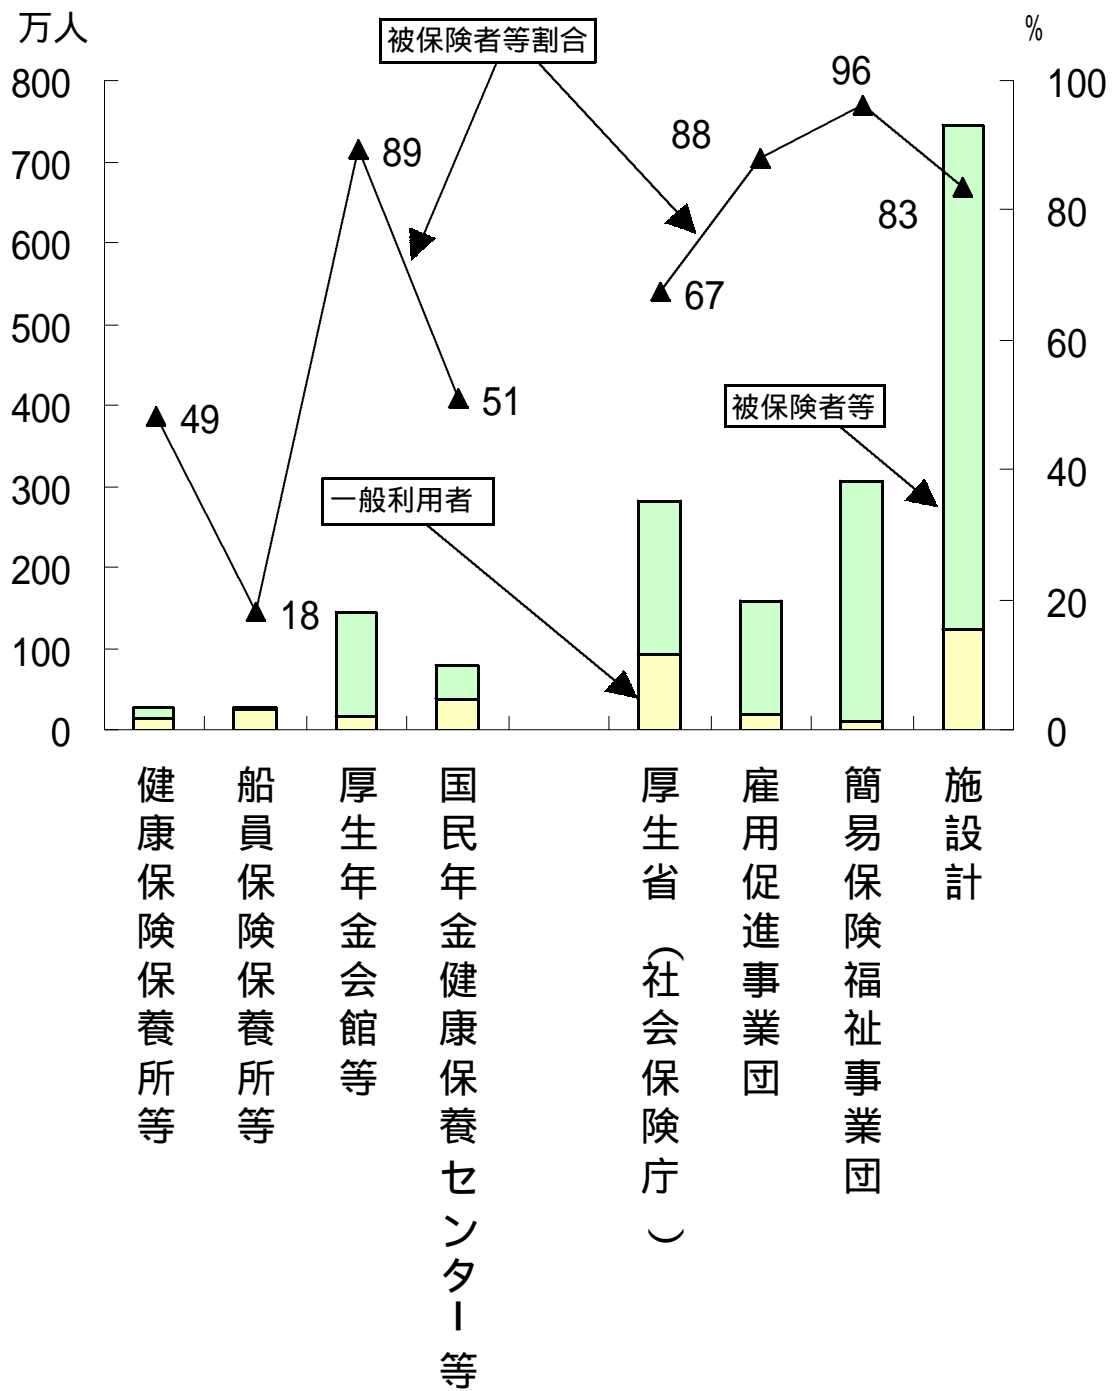 万人
%
被保険者等割合
800
700
600
500
400
300
200
100
0
100
80
60
40
20
0
49
18
89
51
67
88
96
83
一般利用者
被保険者等
健康保険保養所等
船員保険保養所等
厚生年金会館等
国民年金健康保養センター等
厚生省（社会保険庁）
雇用促進事業団
簡易保険福祉事業団
施設計